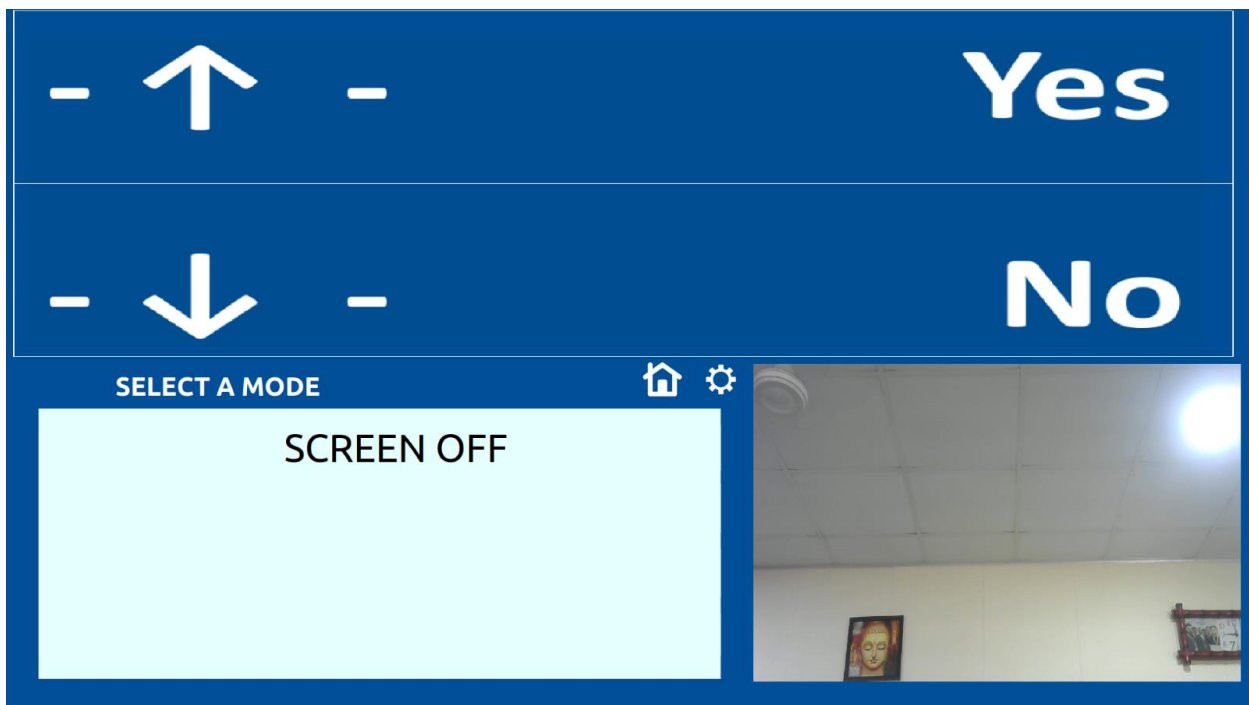 - ↑ - Yes
- ↓ - No
SELECT A MODE
SCREEN OFF